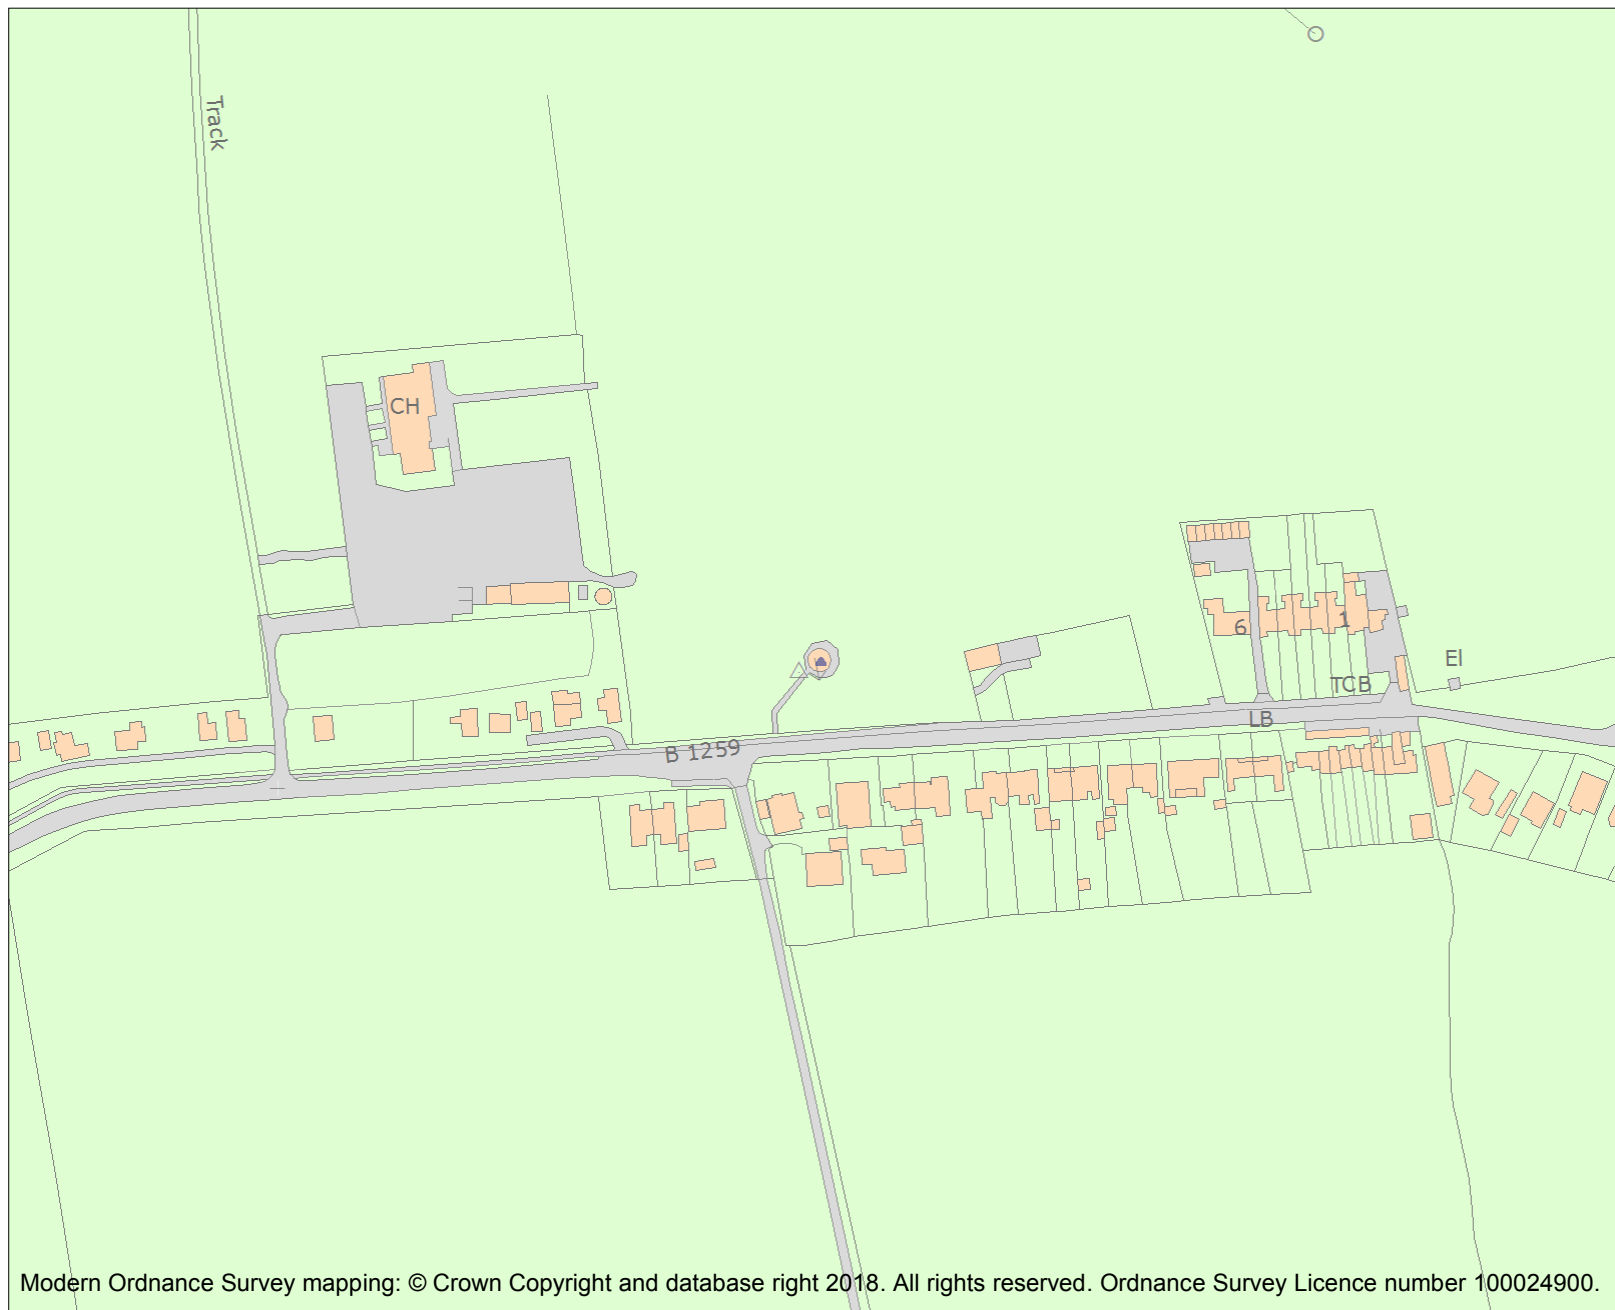 Track
CH
6
1
El
TCB
LB
B 1259
Modern Ordnance Survey mapping: © Crown Copyright and database right 2018. All rights reserved. Ordnance Survey Licence number 100024900.